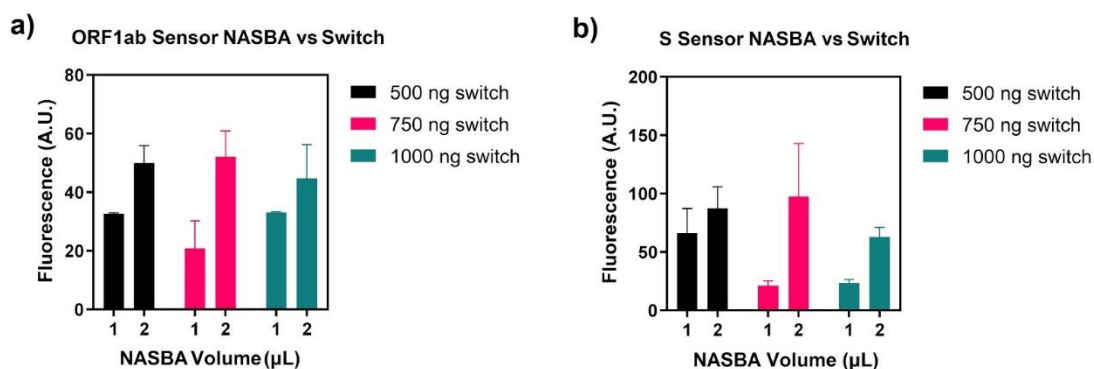 a)
ORF1ab Sensor NASBA vs Switch
80
60
40
20
0
Fluorescence (A.U.)
1 2 1 2 1 2
NASBA Volume (µL)
500 ng switch
750 ng switch
1000 ng switch
b)
S Sensor NASBA vs Switch
200
150
100
50
0
Fluorescence (A.U.)
1 2 1 2 1 2
NASBA Volume (µL)
500 ng switch
750 ng switch
1000 ng switch